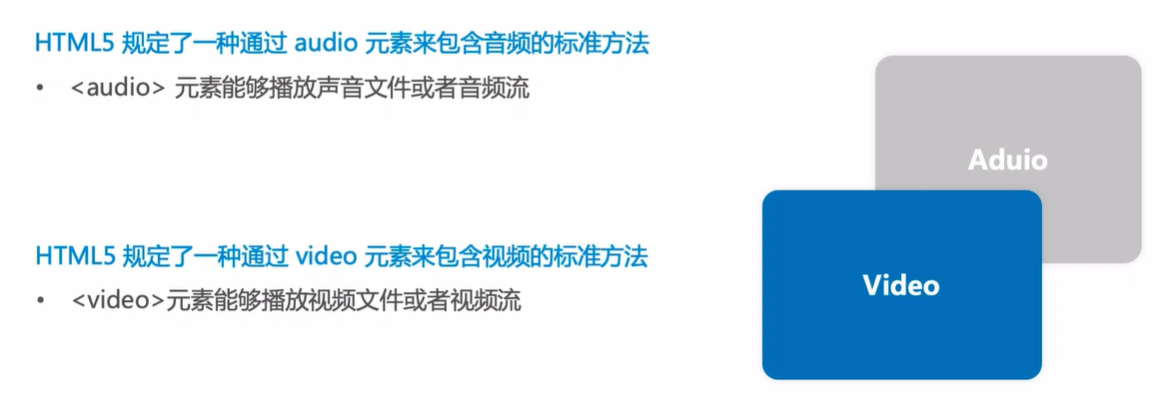 HTML5 规定了一种通过 audio 元素来包含音频的标准方法
• <audio> 元素能够播放声音文件或者音频流
Aduio
HTML5 规定了一种通过 video 元素来包含视频的标准方法
• <video>元素能够播放视频文件或者视频流
Video